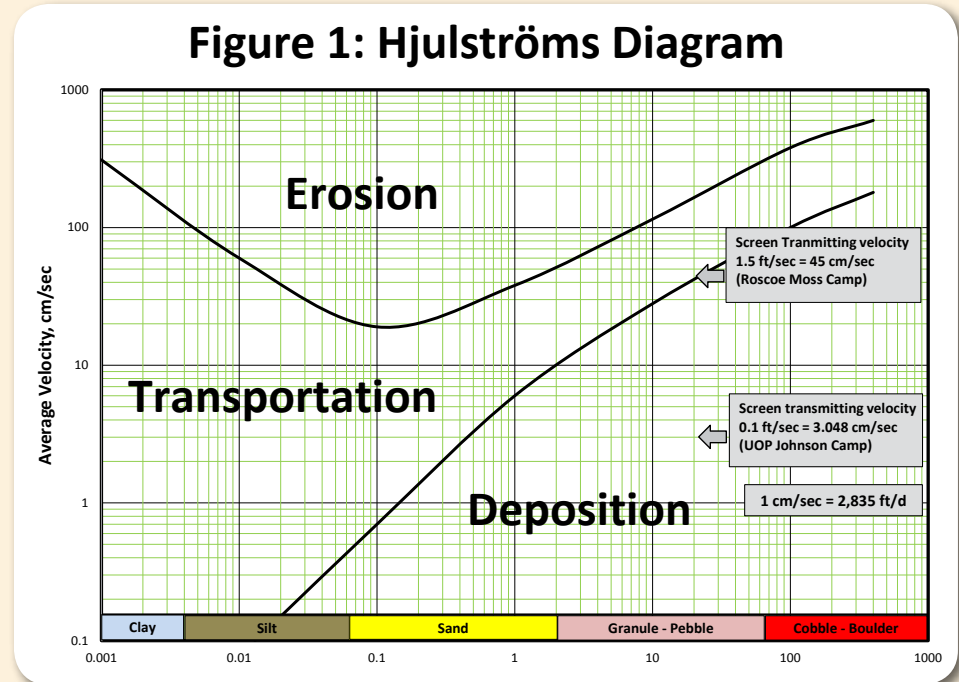 Figure 1: Hjulströms Diagram
1000
Erosion
100
Screen Tranmitting velocity
1.5 ft/sec = 45 cm/sec
(Roscoe Moss Camp)
Average Velocity, cm/sec
10
Transportation
Screen transmitting velocity
0.1 ft/sec = 3.048 cm/sec
(UOP Johnson Camp)
1
Deposition
1 cm/sec = 2,835 ft/d
0.1
Clay
Silt
Sand
Granule - Pebble
Cobble - Boulder
0.001
0.01
0.1
1
10
100
1000